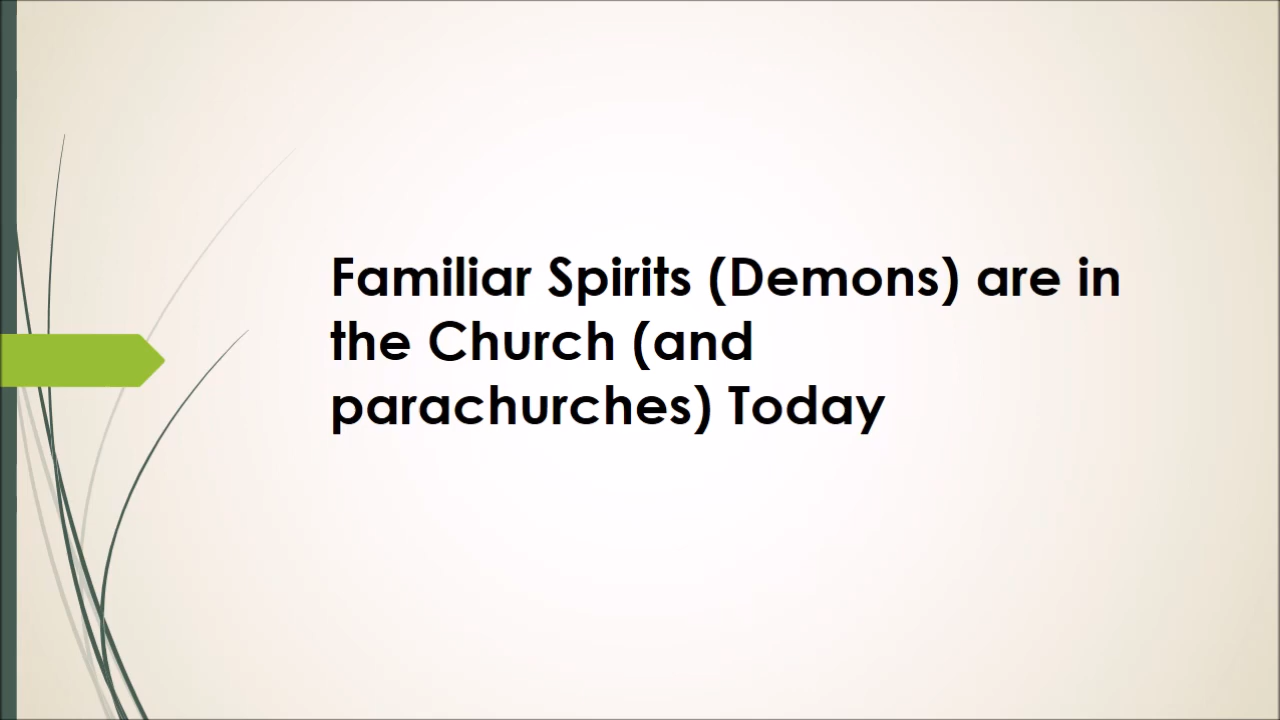 Familiar Spirits (Demons) are in
the Church (and
parachurches) Today